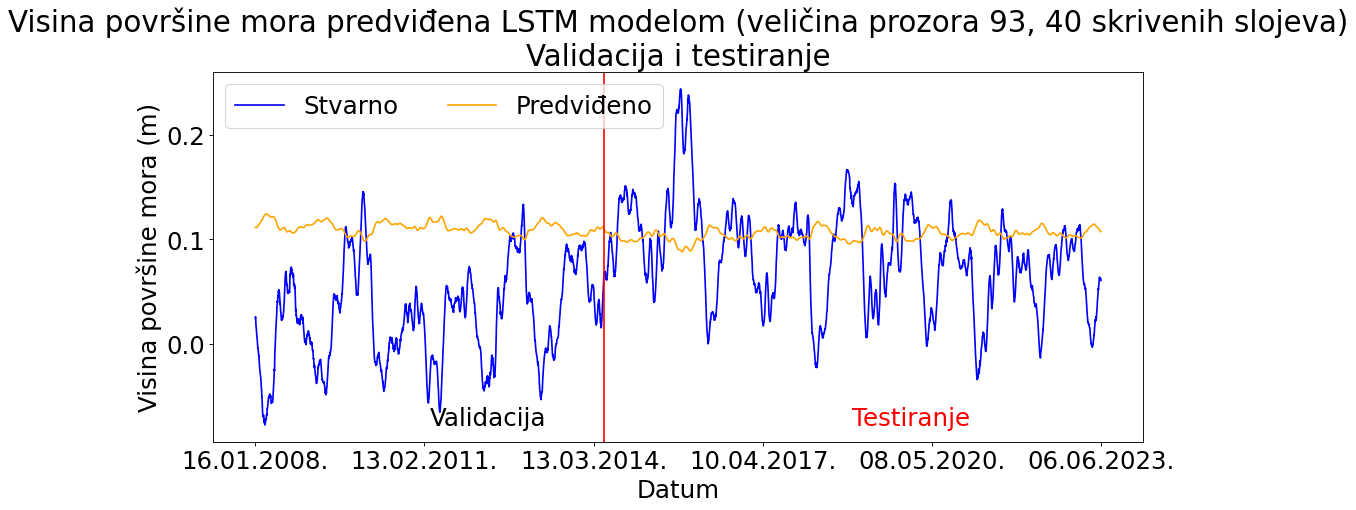 Visina površine mora predviđena LSTM modelom (veličina prozora 93, 40 skrivenih slojeva)
Validacija i testiranje
Stvarno Predviđeno
Visina površine mora (m)
0.2
0.1
0.0
Validacija Testiranje
16.01.2008. 13.02.2011. 13.03.2014. 10.04.2017. 08.05.2020. 06.06.2023.
Datum